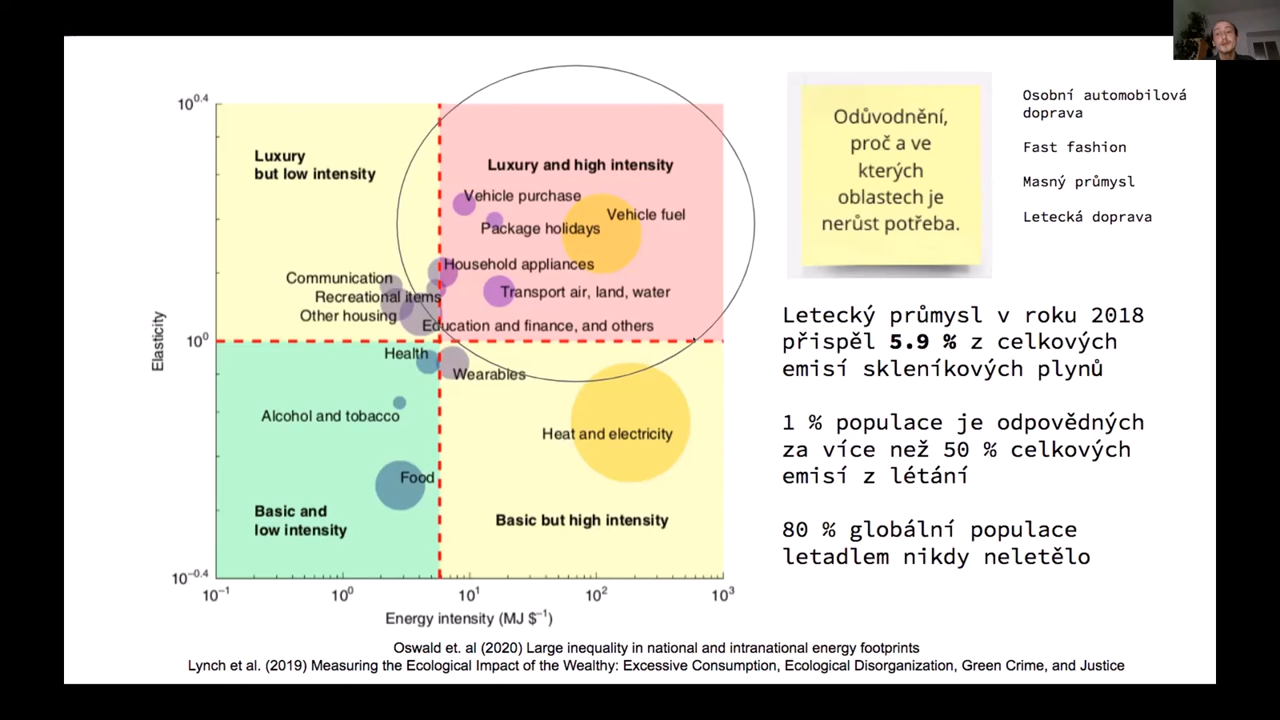 10^0.4
10^0
10^−0.4
Elasticity
Luxury
but low intensity
Luxury and high intensity
Vehicle purchase
Vehicle fuel
Package holidays
Household appliances
Communication
Transport air, land, water
Recreational items
Other housing
Education and finance, and others
Health
Wearables
Alcohol and tobacco
Heat and electricity
Food
Basic and
low intensity
Basic but high intensity
10^−1
10^0
10^1
10^2
10^3
Energy intensity (MJ $^−1)
Odůvodnění,
proč a ve
kterých
oblastech je
nerůst potřeba.
Osobní automobilová
doprava
Fast fashion
Masný průmysl
Letecká doprava
Letecký průmysl v roku 2018
přispěl 5.9 % z celkových
emisí skleníkových plynů
1 % populace je odpovědných
za více než 50 % celkových
emisí z létání
80 % globální populace
letadlem nikdy neletělo
Oswald et. al (2020) Large inequality in national and intranational energy footprints
Lynch et al. (2019) Measuring the Ecological Impact of the Wealthy: Excessive Consumption, Ecological Disorganization, Green Crime, and Justice